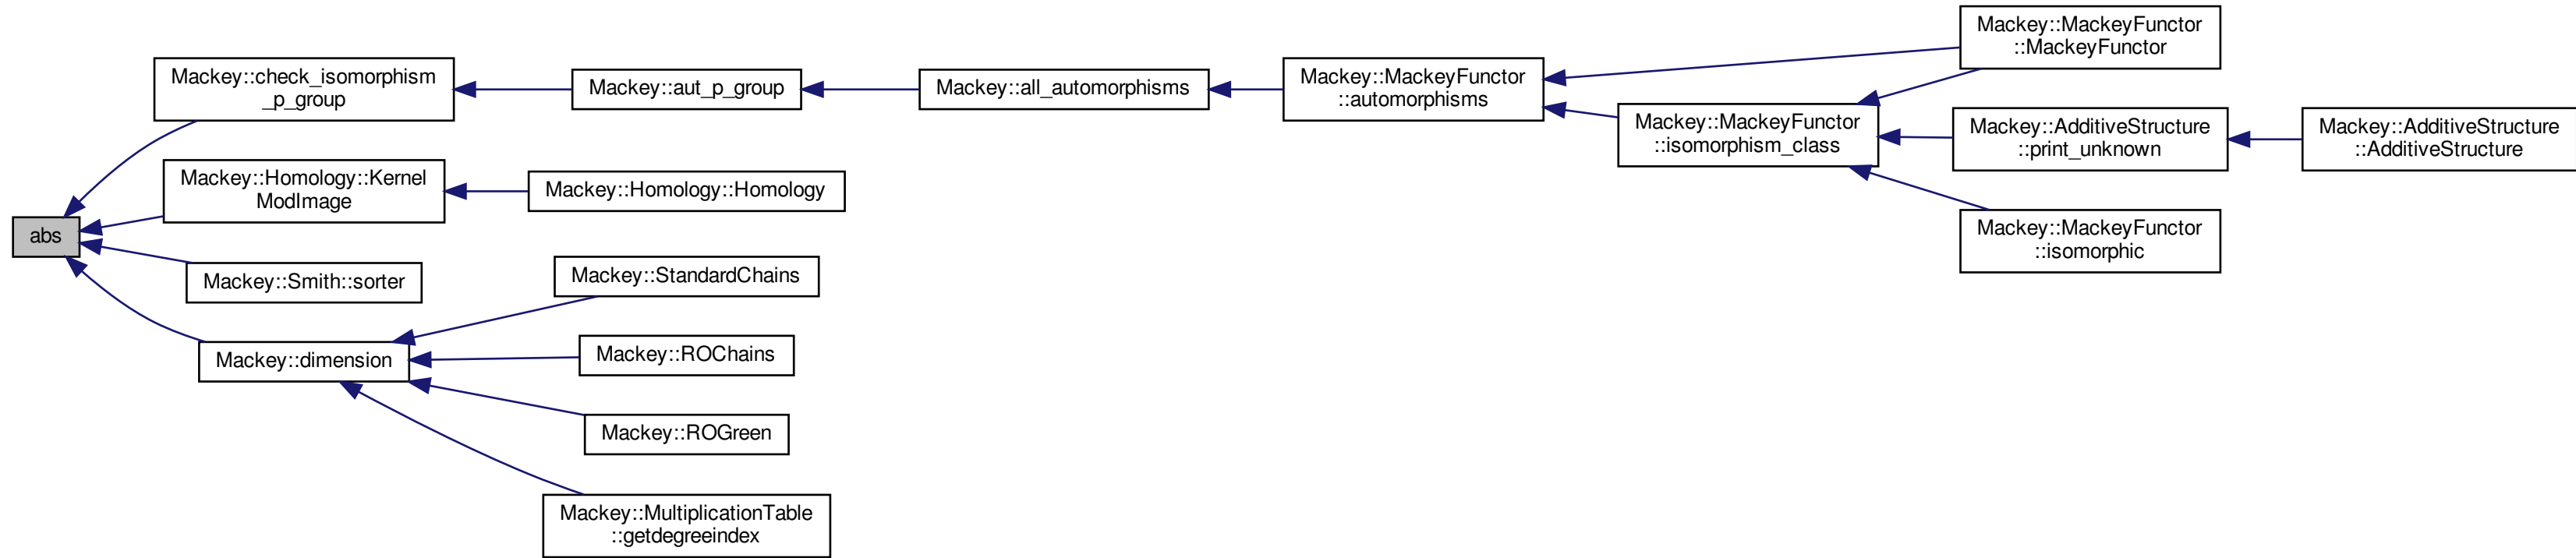 abs
Mackey::check_isomorphism
_p_group
Mackey::aut_p_group
Mackey::all_automorphisms
Mackey::MackeyFunctor
::automorphisms
Mackey::MackeyFunctor
::MackeyFunctor
Mackey::MackeyFunctor
::isomorphism_class
Mackey::AdditiveStructure
::print_unknown
Mackey::AdditiveStructure
::AdditiveStructure
Mackey::MackeyFunctor
::isomorphic
Mackey::Homology::Kernel
ModImage
Mackey::Homology::Homology
Mackey::Smith::sorter
Mackey::dimension
Mackey::StandardChains
Mackey::ROChains
Mackey::ROGreen
Mackey::MultiplicationTable
::getdegreeindex